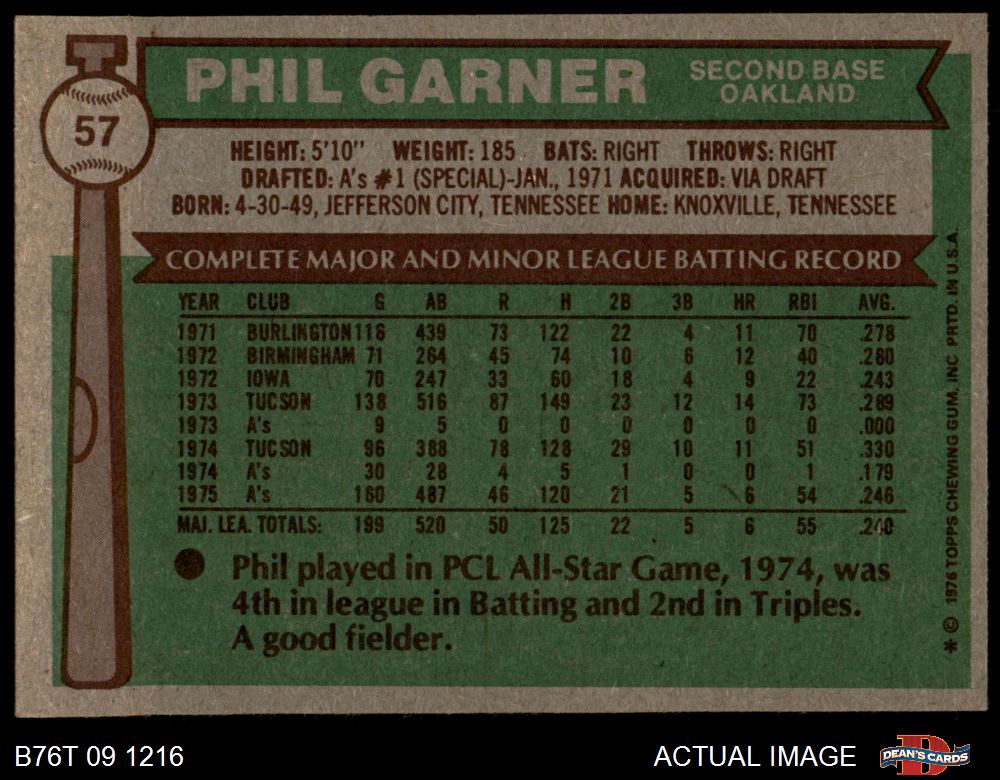 PHIL GARNER
SECOND BASE
OAKLAND
57
HEIGHT: 5'10" WEIGHT: 185 BATS: RIGHT THROWS: RIGHT
DRAFTED: A's #1 (SPECIAL)-JAN., 1971 ACQUIRED: VIA DRAFT
BORN: 4-30-49, JEFFERSON CITY, TENNESSEE HOME: KNOXVILLE, TENNESSEE
COMPLETE MAJOR AND MINOR LEAGUE BATTING RECORD
YEAR CLUB G AB R H 2B 3B HR RBI AVG.
1971 BURLINGTON 116 439 73 122 22 4 11 70 .278
1972 BIRMINGHAM 71 264 45 74 10 6 12 40 .280
1972 IOWA 70 247 33 60 18 4 9 22 .243
1973 TUCSON 138 516 87 149 23 12 14 73 .289
1973 A's 9 5 0 0 0 0 0 0 .000
1974 TUCSON 96 388 78 128 29 10 11 51 .330
1974 A's 30 28 4 5 1 0 0 1 .179
1975 A's 160 487 46 120 21 5 6 54 .246
MAJ. LEA. TOTALS: 199 520 50 125 22 5 6 55 .240
Phil played in PCL All-Star Game, 1974, was
4th in league in Batting and 2nd in Triples.
A good fielder.
* © 1976 TOPPS CHEWING GUM, INC PRTD. IN U.S.A.
B76T 09 1216
ACTUAL IMAGE
DEAN'S CARDS